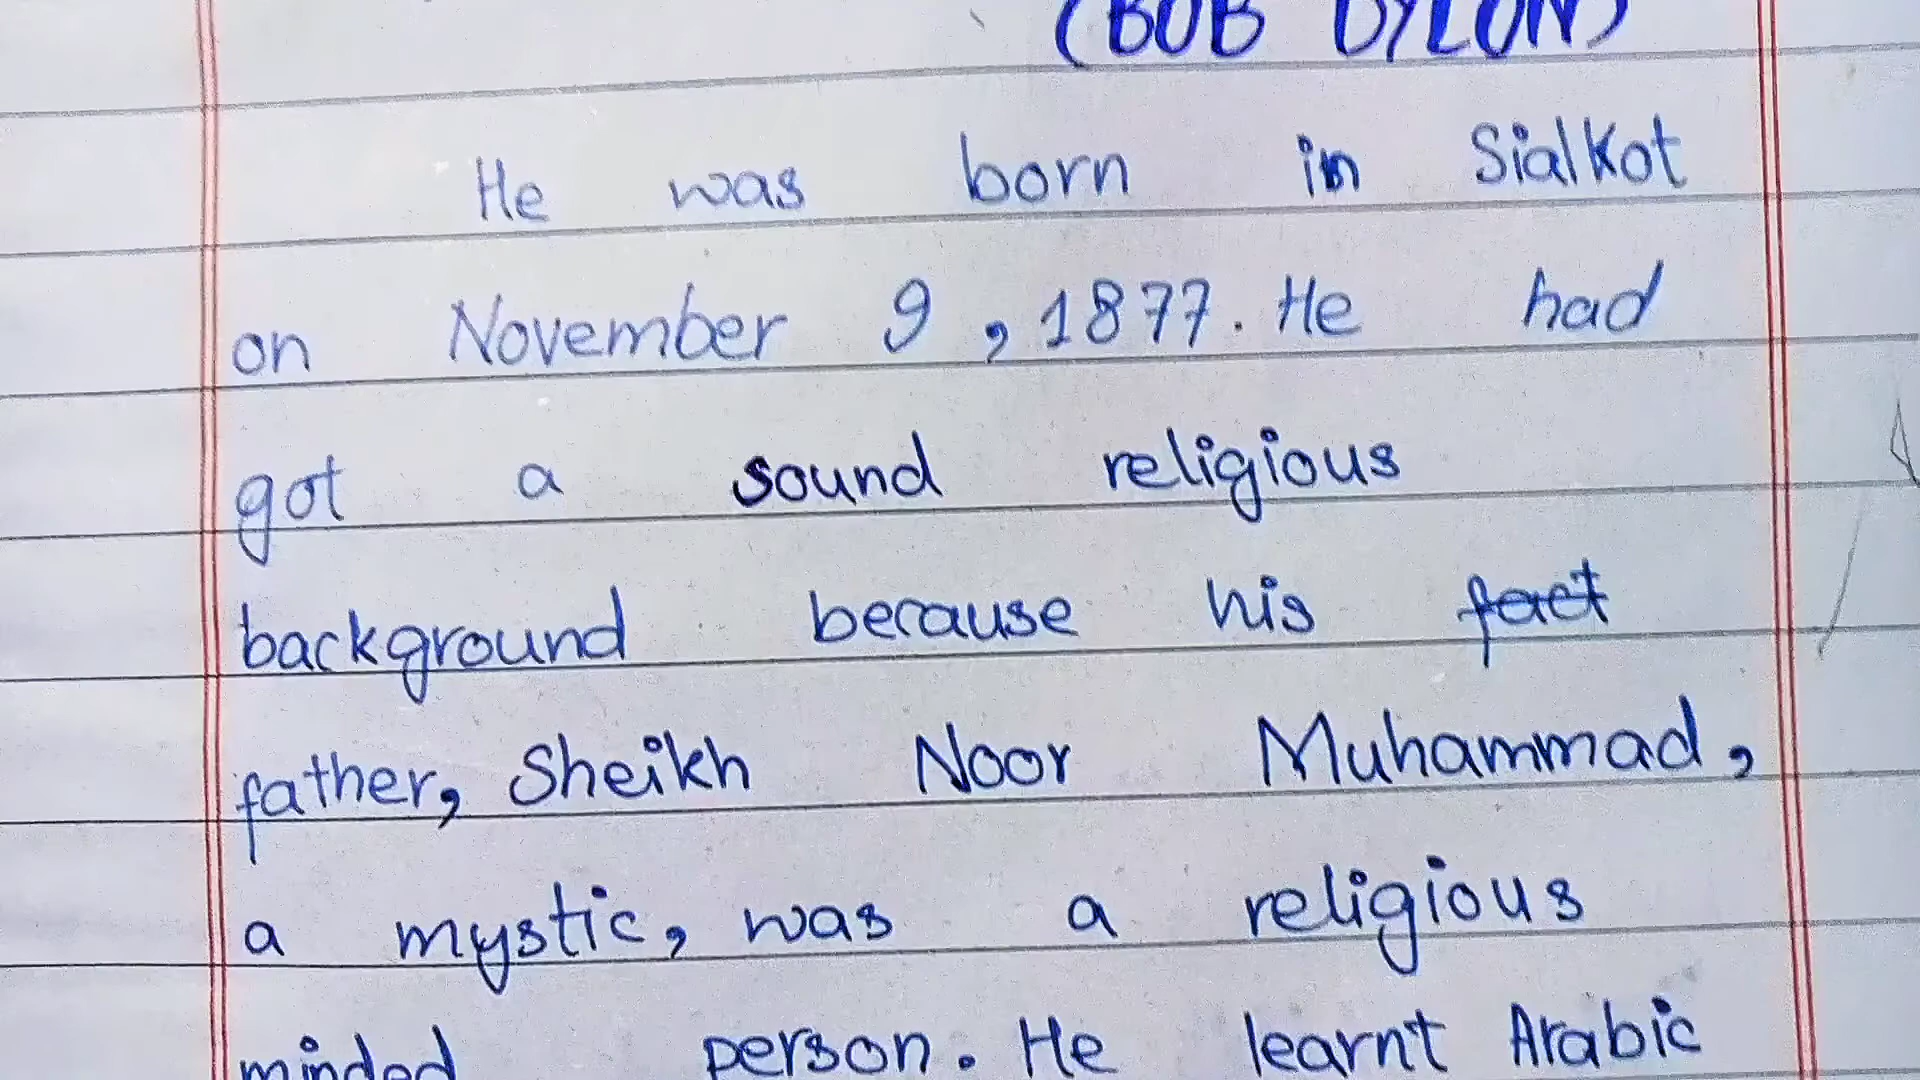 (BOB DYLON)
He was born in Sialkot
on November 9, 1877. He had
got a sound religious
background because his fact
father, Sheikh Noor Muhammad,
a mystic, was a religious
minded person. He learnt Arabic